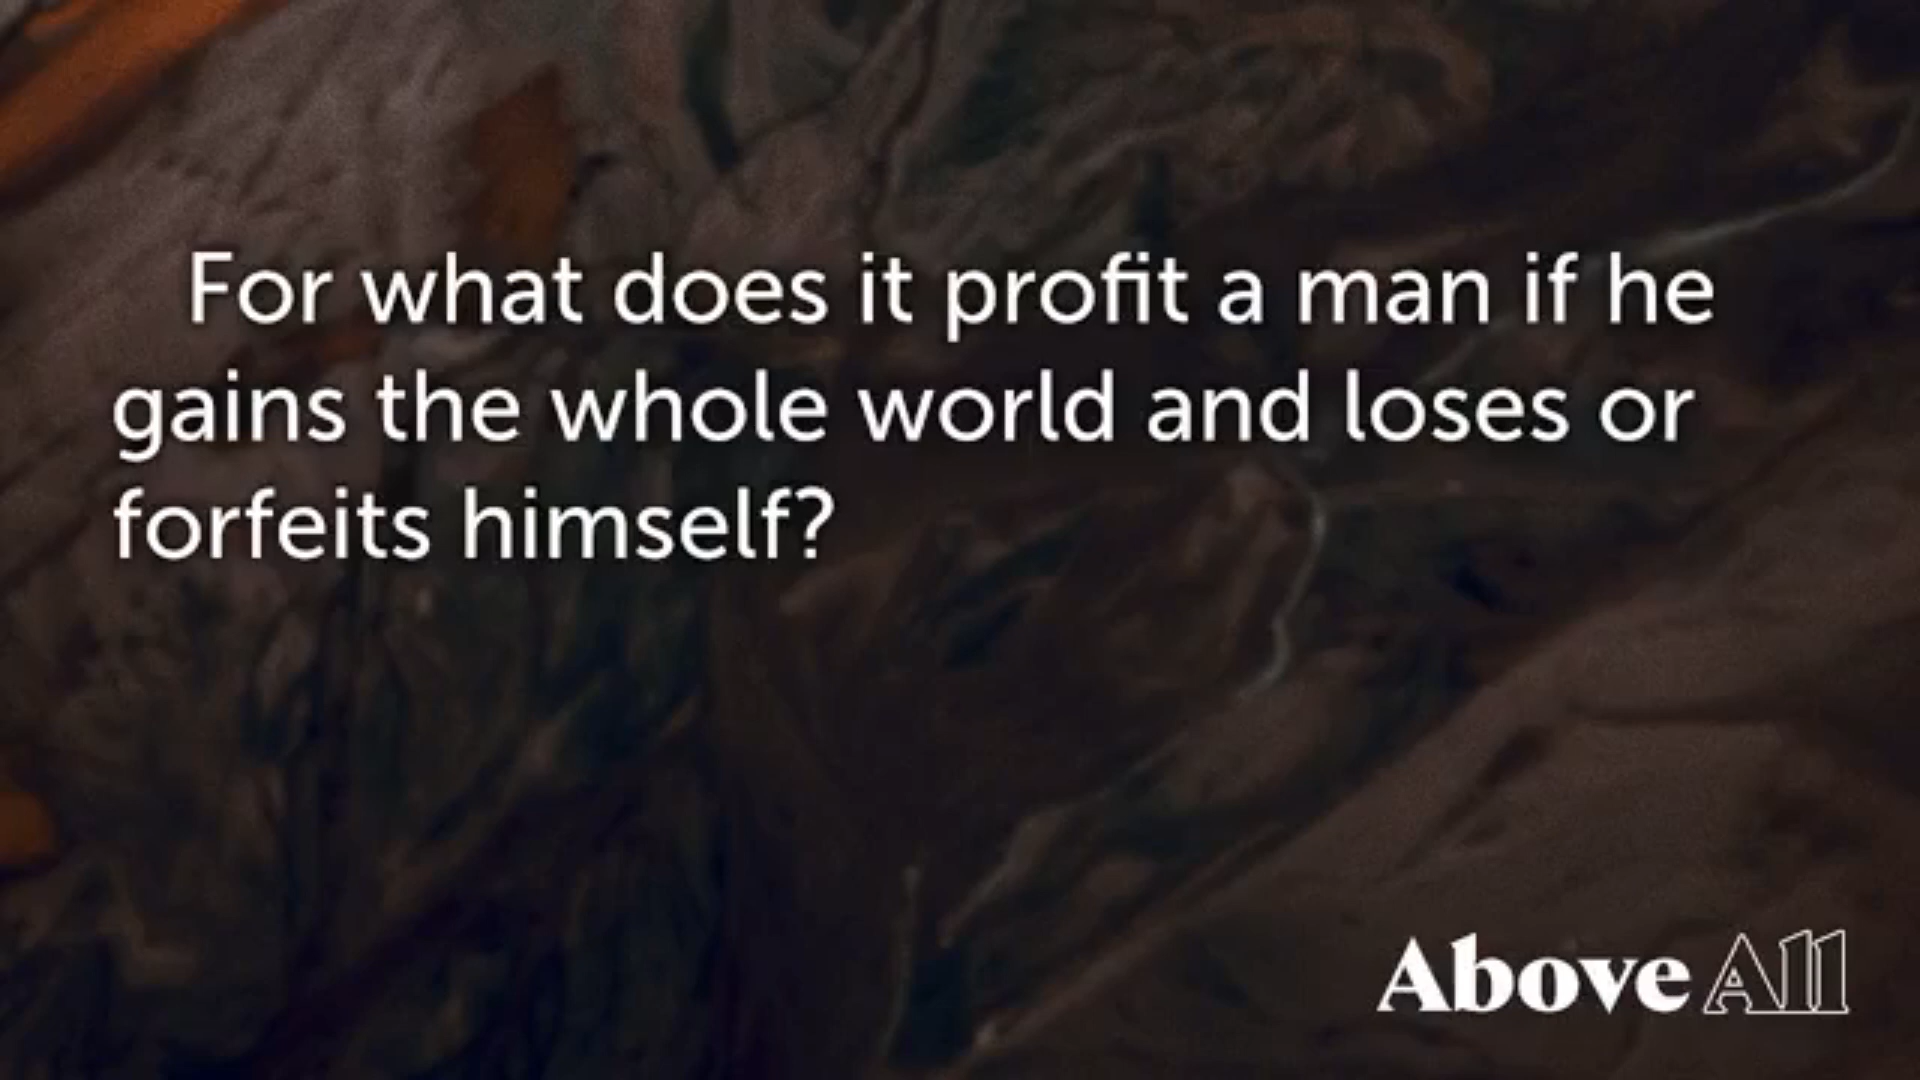 For what does it profit a man if he
gains the whole world and loses or
forfeits himself?
Above All